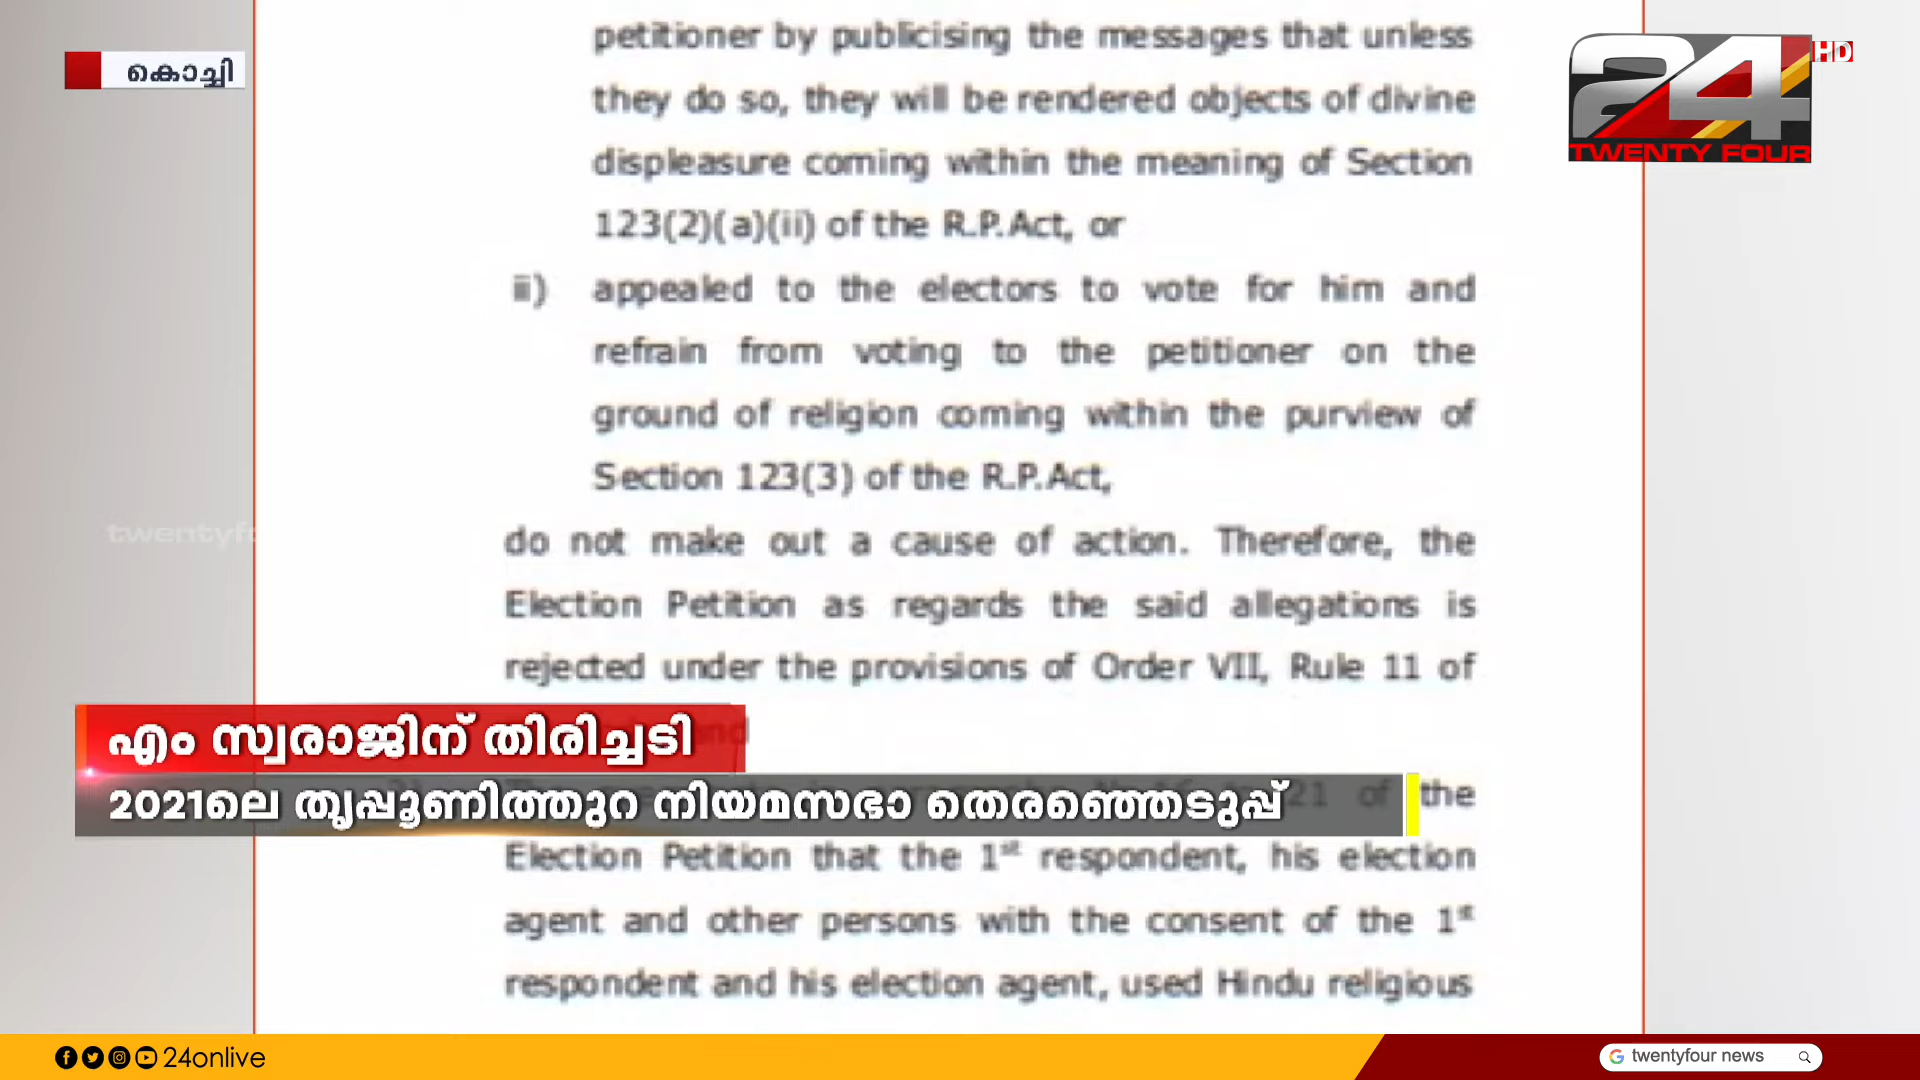 കൊച്ചി
24
HD
TWENTY FOUR
petitioner by publicising the messages that unless
they do so, they will be rendered objects of divine
displeasure coming within the meaning of Section
123(2)(a)(ii) of the R.P.Act, or
ii) appealed to the electors to vote for him and
refrain from voting to the petitioner on the
ground of religion coming within the purview of
Section 123(3) of the R.P.Act,
do not make out a cause of action. Therefore, the
Election Petition as regards the said allegations is
rejected under the provisions of Order VII, Rule 11 of
twentyfo
എം സ്വരാജിന് തിരിച്ചടി
2021ലെ തൃപ്പൂണിത്തുറ നിയമസഭാ തെരഞ്ഞെടുപ്പ്
21 of the
Election Petition that the 1st respondent, his election
agent and other persons with the consent of the 1st
respondent and his election agent, used Hindu religious
24onlive
twentyfour news